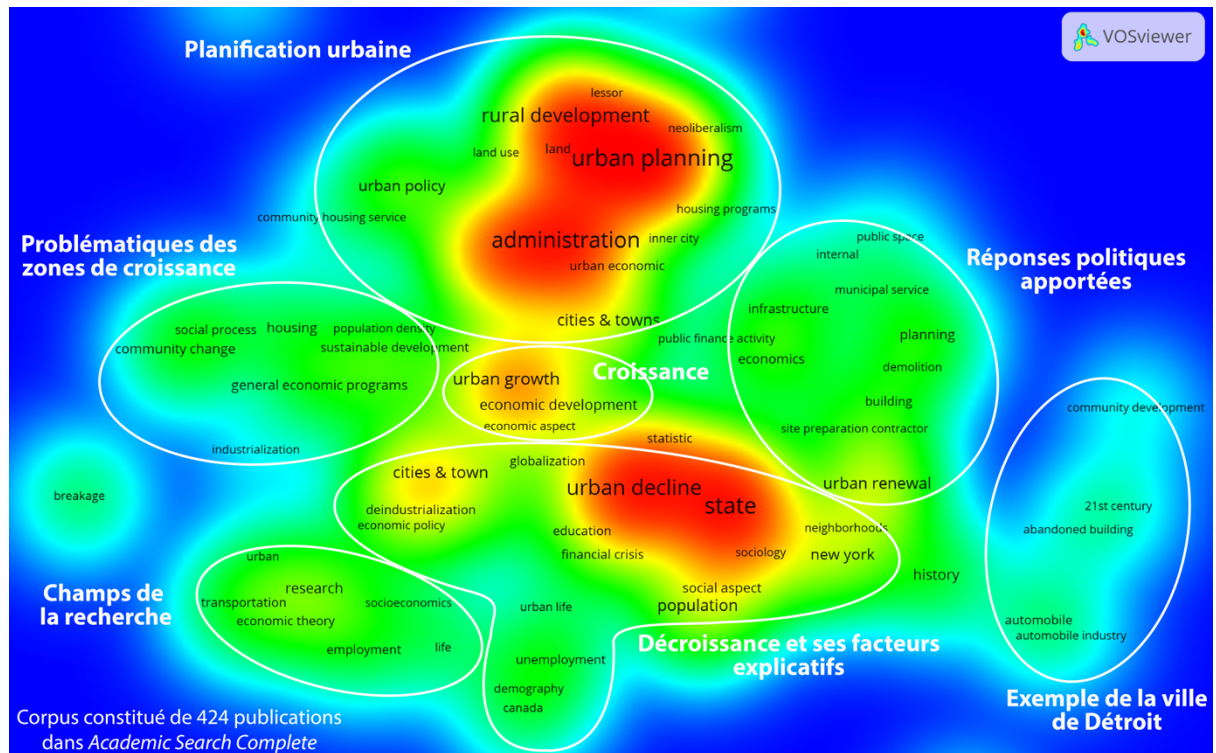 Planification urbaine
VOSviewer
lessor
rural development
neoliberalism
land use
land
urban planning
urban policy
community housing service
housing programs
administration
inner city
urban economic
cities & towns
Problématiques des
zones de croissance
social process
housing
population density
community change
sustainable development
general economic programs
industrialization
Croissance
urban growth
economic development
economic aspect
Réponses politiques
apportées
public space
internal
municipal service
infrastructure
planning
public finance activity
economics
demolition
building
site preparation contractor
urban renewal
breakage
statistic
globalization
cities & town
urban decline
state
deindustrialization
economic policy
education
neighborhoods
financial crisis
sociology
new york
social aspect
population
history
urban life
unemployment
demography
canada
Décroissance et ses facteurs
explicatifs
Champs de
la recherche
urban
research
transportation
socioeconomics
economic theory
employment
life
community development
21st century
abandoned building
automobile
automobile industry
Exemple de la ville
de Détroit
Corpus constitué de 424 publications
dans Academic Search Complete